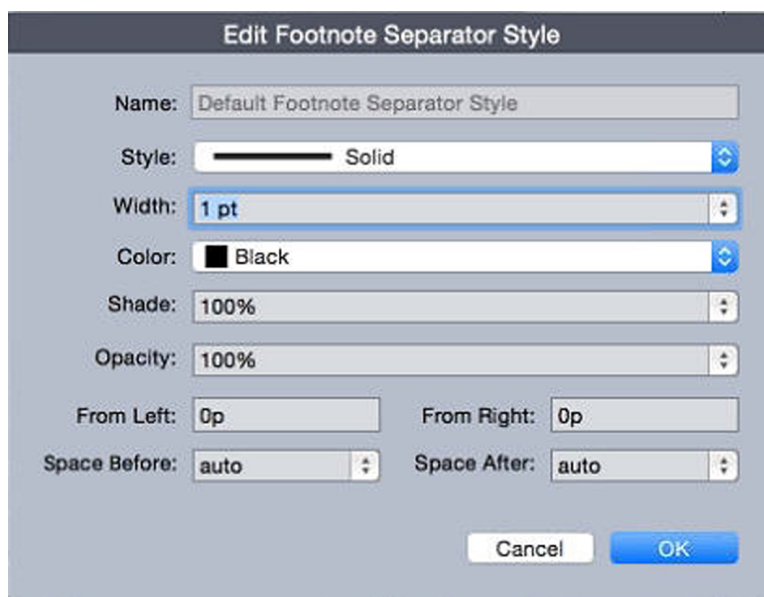 Edit Footnote Separator Style
Name: Default Footnote Separator Style
Style: Solid
Width: 1 pt
Color: Black
Shade: 100%
Opacity: 100%
From Left: 0p From Right: 0p
Space Before: auto Space After: auto
Cancel OK